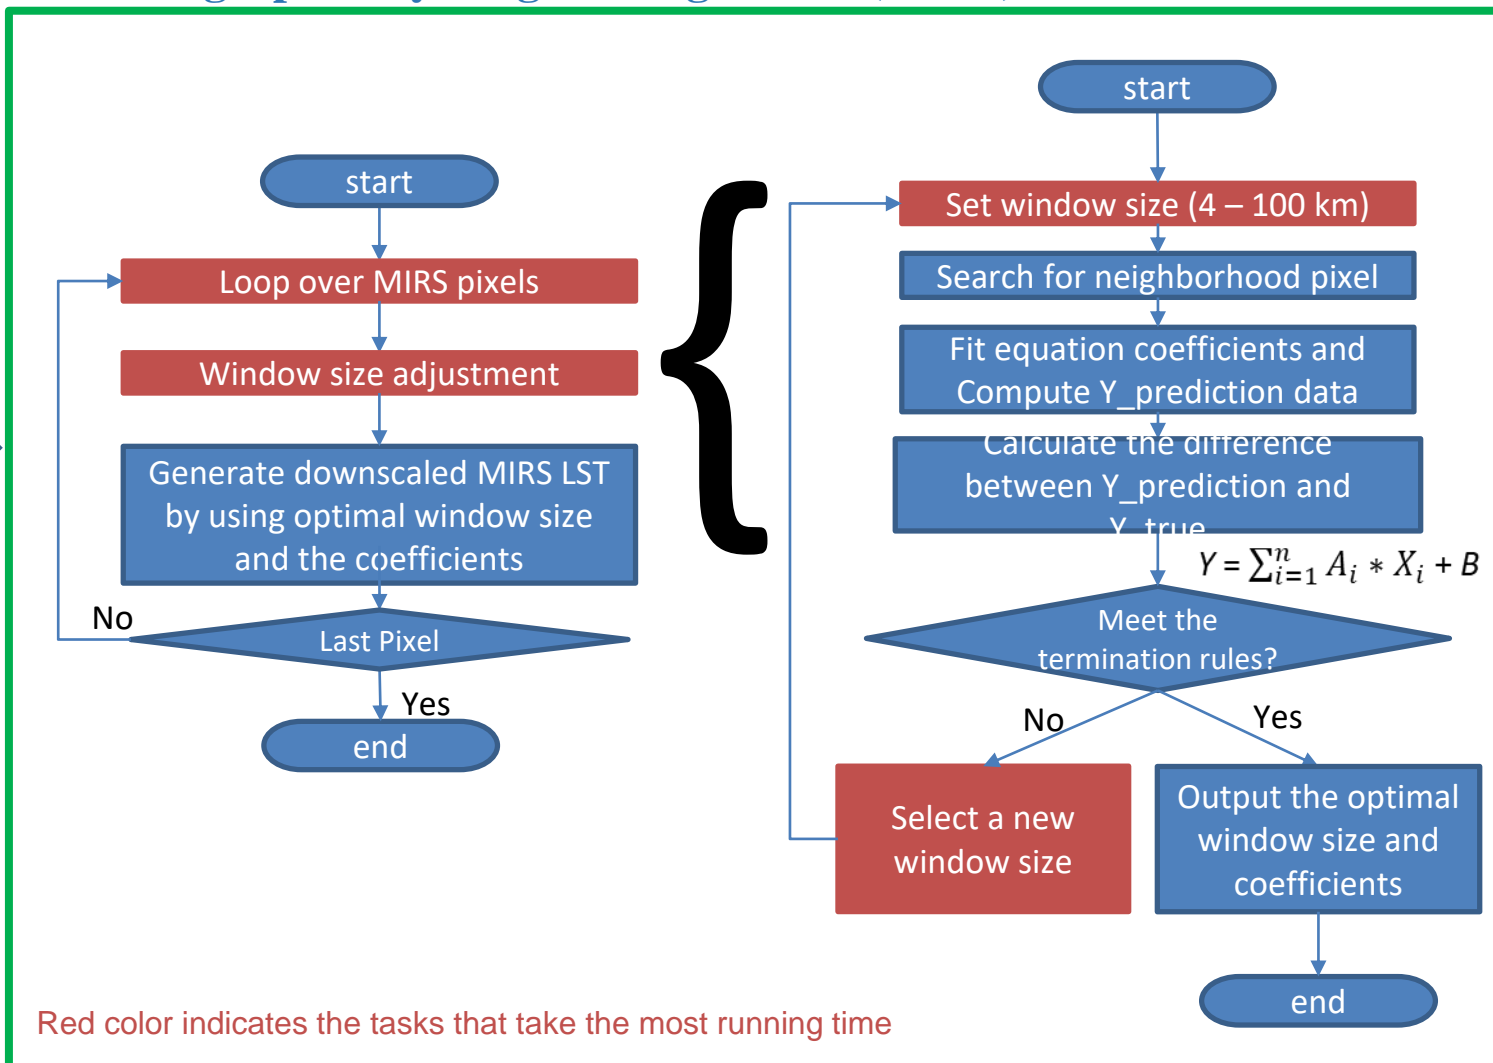 start
Loop over MIRS pixels
Window size adjustment
Generate downscaled MIRS LST
by using optimal window size
and the coefficients
No
Last Pixel
Yes
end
start
Set window size (4 – 100 km)
Search for neighborhood pixel
Fit equation coefficients and
Compute Y_prediction data
Calculate the difference
between Y_prediction and
Y_true
Y = ∑ⁿᵢ₌₁ Aᵢ * Xᵢ + B
Meet the
termination rules?
No
Yes
Select a new
window size
Output the optimal
window size and
coefficients
end
Red color indicates the tasks that take the most running time